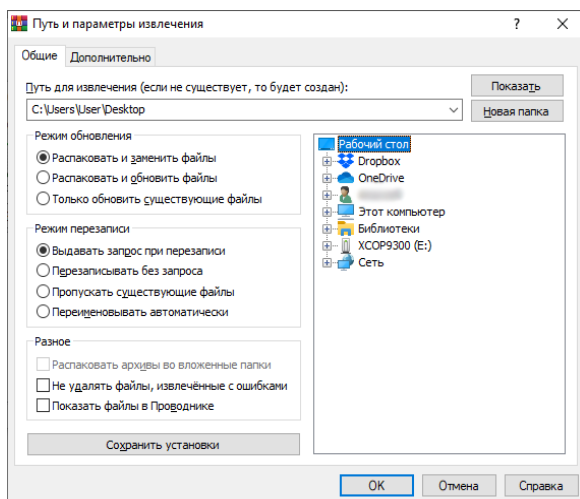 Путь и параметры извлечения
Общие
Дополнительно
Путь для извлечения (если не существует, то будет создан):
Показать
C:\Users\User\Desktop
Новая папка
Режим обновления
Распаковать и заменить файлы
Распаковать и обновить файлы
Только обновить существующие файлы
Режим перезаписи
Выдавать запрос при перезаписи
Перезаписывать без запроса
Пропускать существующие файлы
Переименовывать автоматически
Разное
Распаковать архивы во вложенные папки
Не удалять файлы, извлечённые с ошибками
Показать файлы в Проводнике
Сохранить установки
Рабочий стол
Dropbox
OneDrive
Этот компьютер
Библиотеки
XCOP9300 (E:)
Сеть
OK
Отмена
Справка